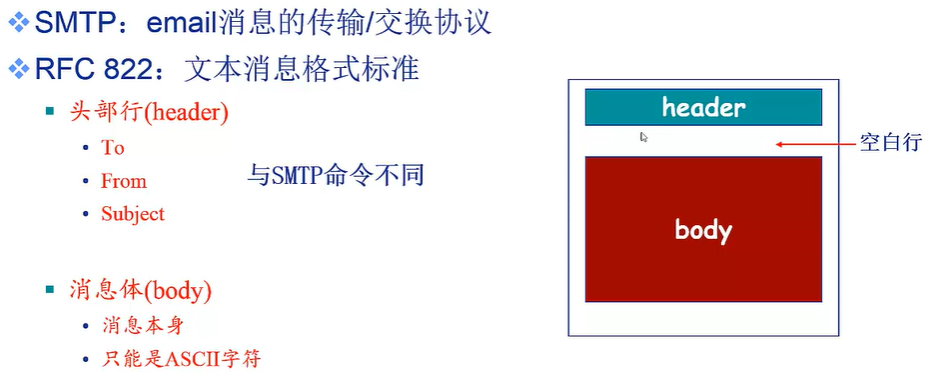 SMTP：email消息的传输/交换协议
RFC 822：文本消息格式标准
头部行(header)
To
From
Subject
与SMTP命令不同
消息体(body)
消息本身
只能是ASCII字符
header
空白行
body